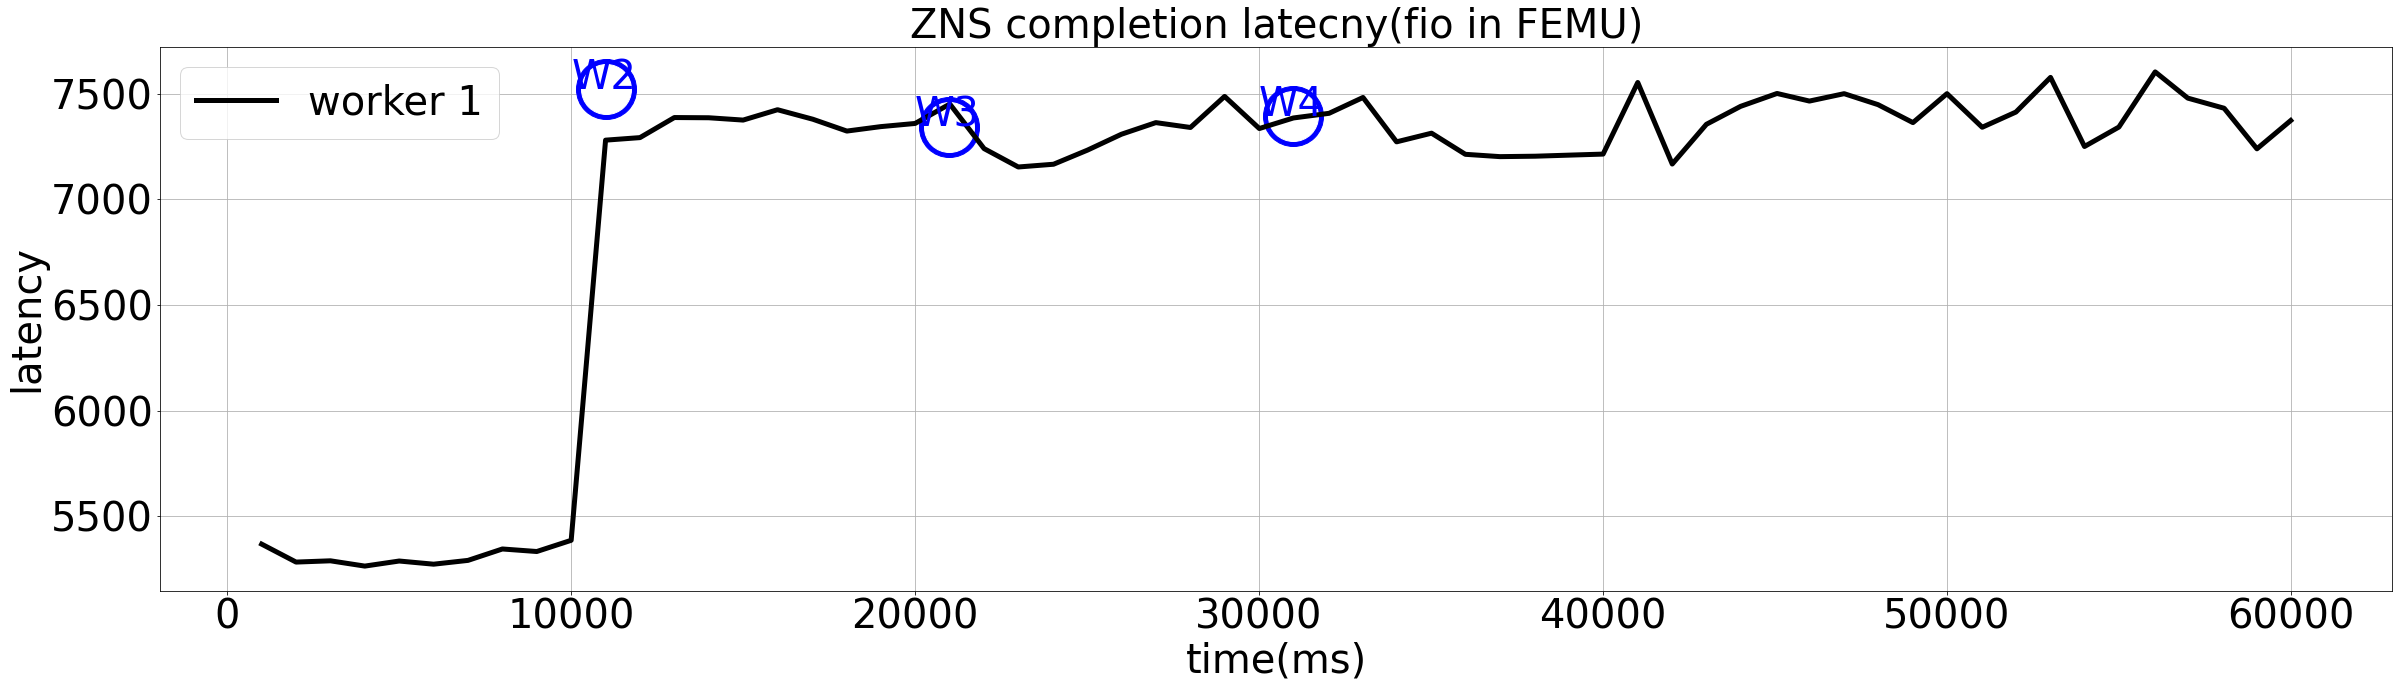 ZNS completion latecny(fio in FEMU)
worker 1
W2
W3
W4
7500
7000
6500
6000
5500
latency
0 10000 20000 30000 40000 50000 60000
time(ms)